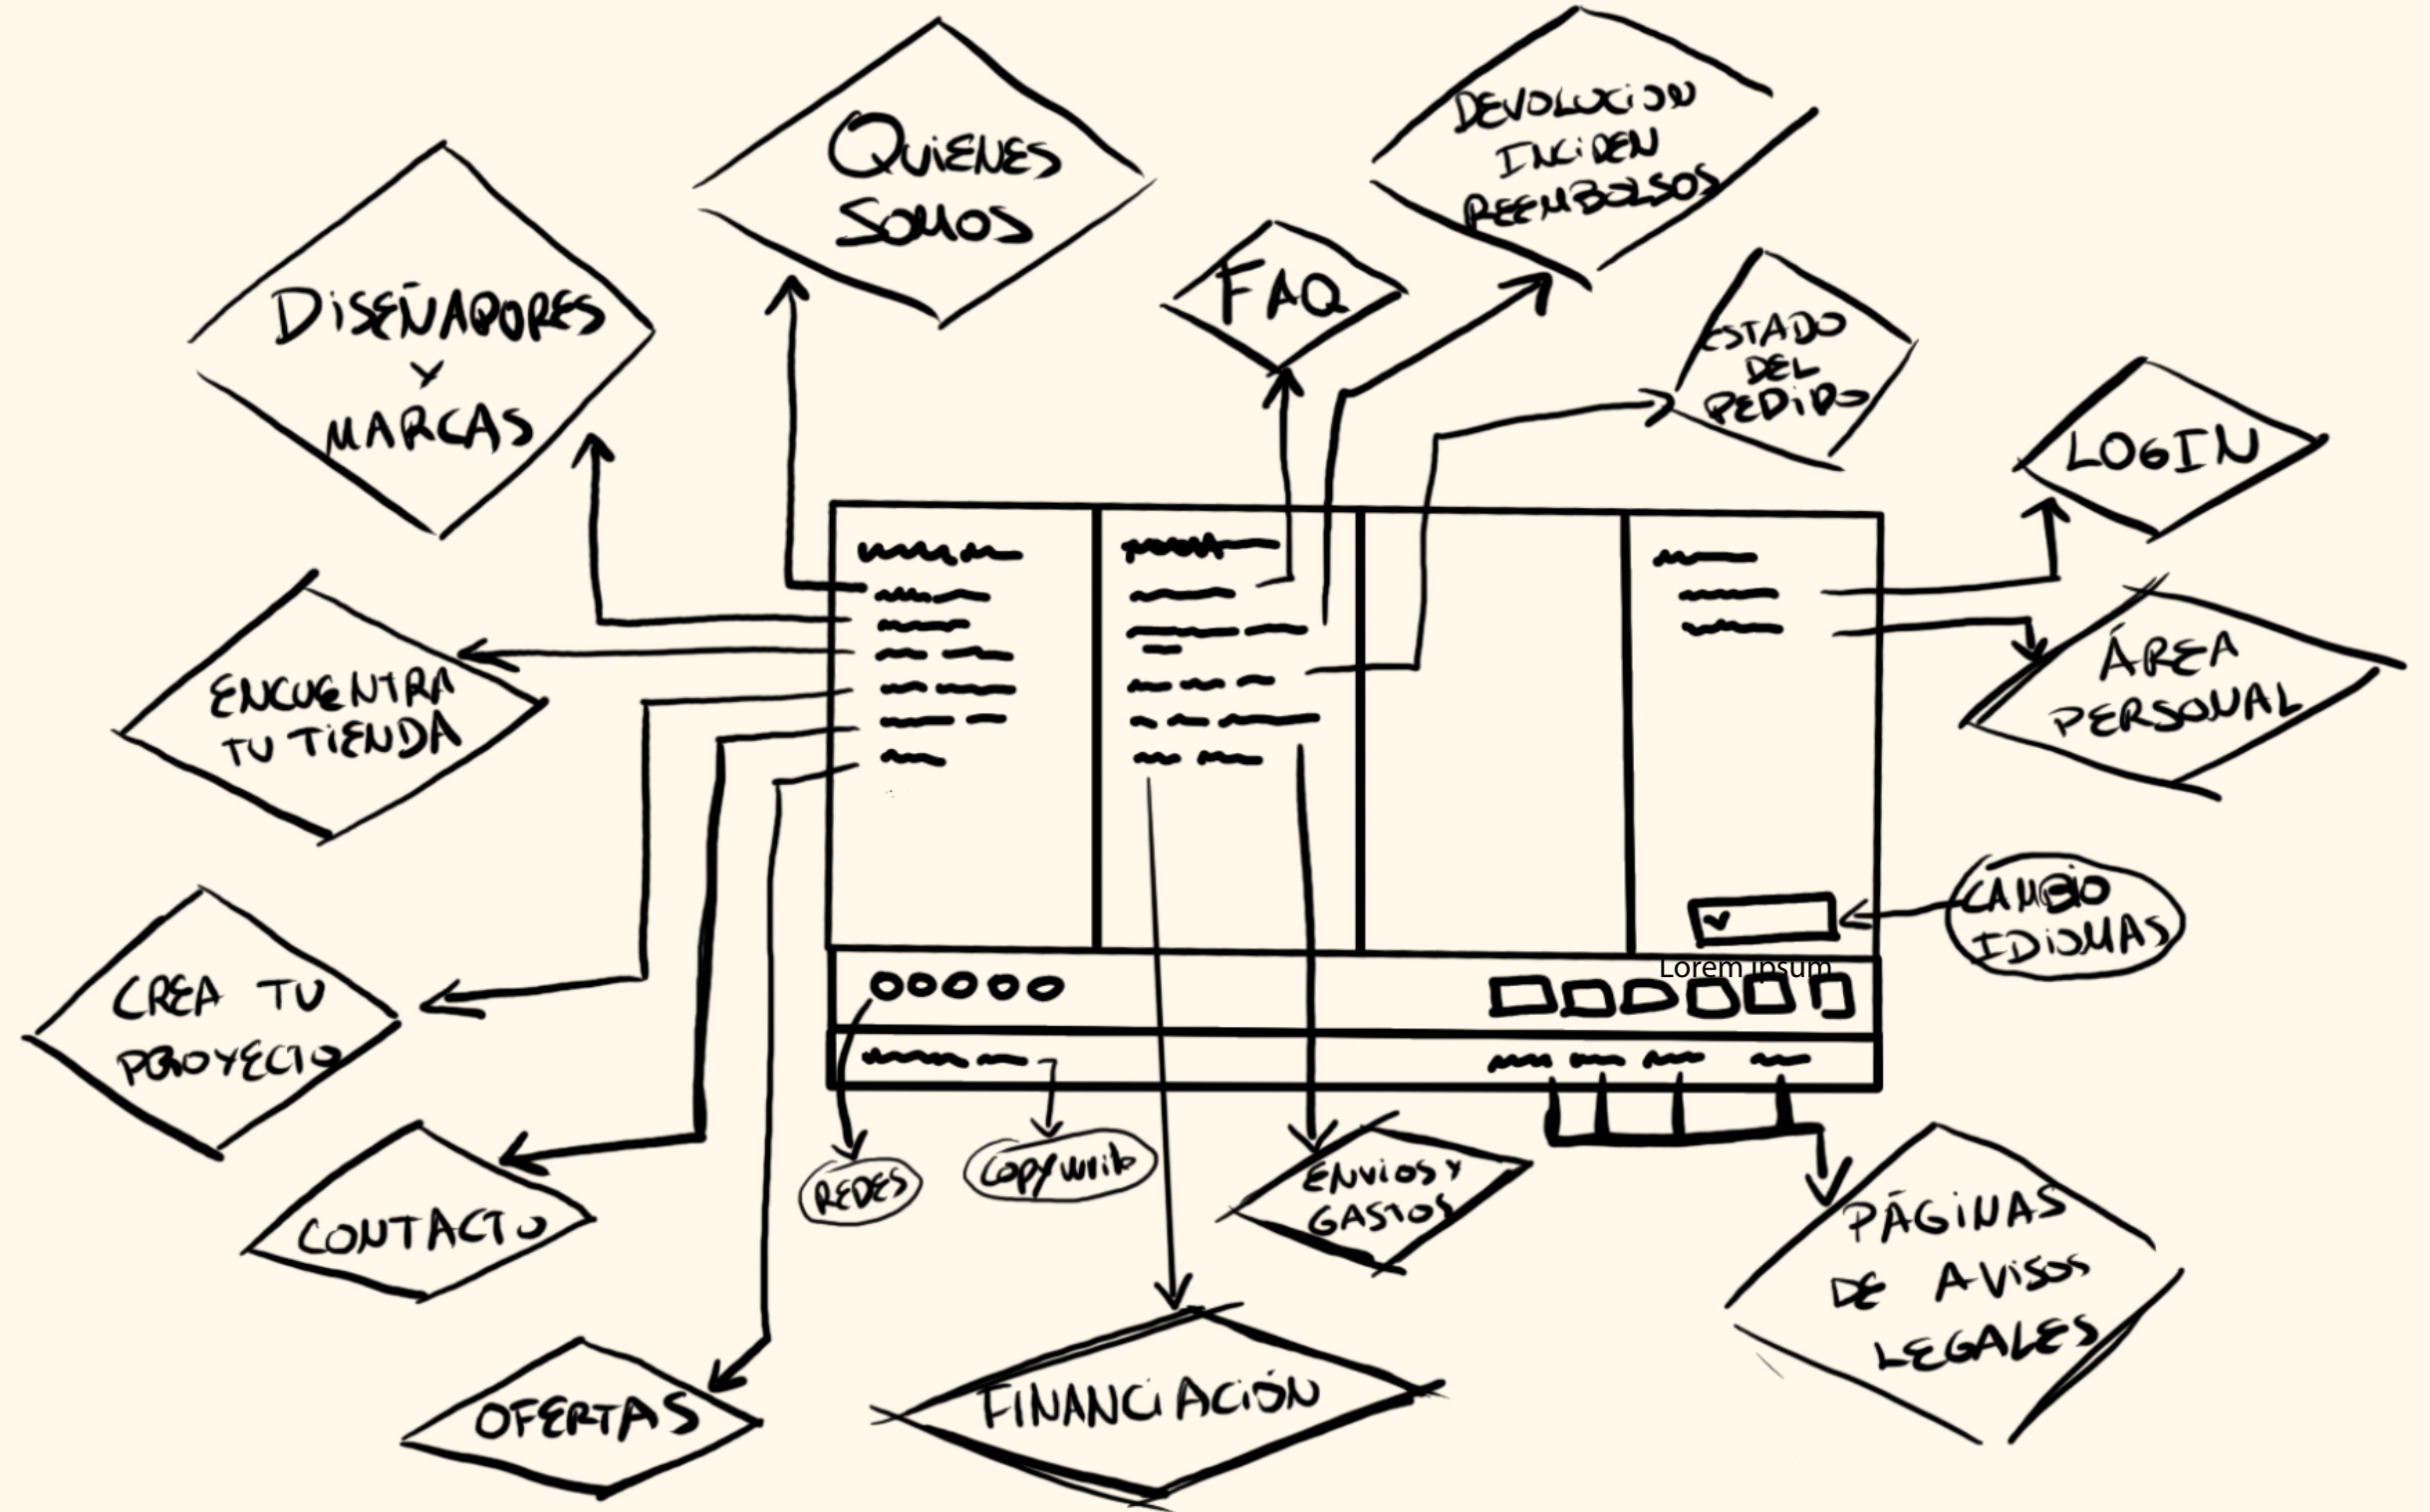 QUIENES
SOMOS
DEVOLUCION
INCIDEN
REEMBOLSOS
DISEÑADORES
Y
MARCAS
FAQ
ESTADO
DEL
PEDIDO
LOGIN
ENCUENTRA
TU TIENDA
ÁREA
PERSONAL
CAMBIO
IDIOMAS
Lorem ipsum
CREA TU
PROYECTO
CONTACTO
REDES
Copywrite
ENVIOS Y
GASTOS
PÁGINAS
DE AVISOS
LEGALES
OFERTAS
FINANCIACIÓN